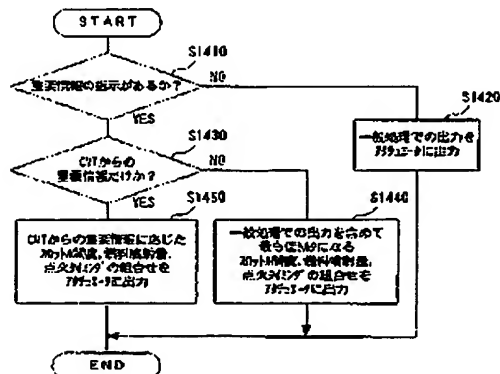 START
S1410
重要情報の指示があるか?
NO
YES
S1420
一般処理での出力を
アクチュエータに出力
S1430
CVTからの
重要情報だけか?
NO
YES
S1450
CVTからの重要情報に応じた
スロットル開度、燃料噴射量、
点火タイミングの組合せを
アクチュエータに出力
S1440
一般処理での出力を含めて
最も低トルクになる
スロットル開度、燃料噴射量、
点火タイミングの組合せを
アクチュエータに出力
END